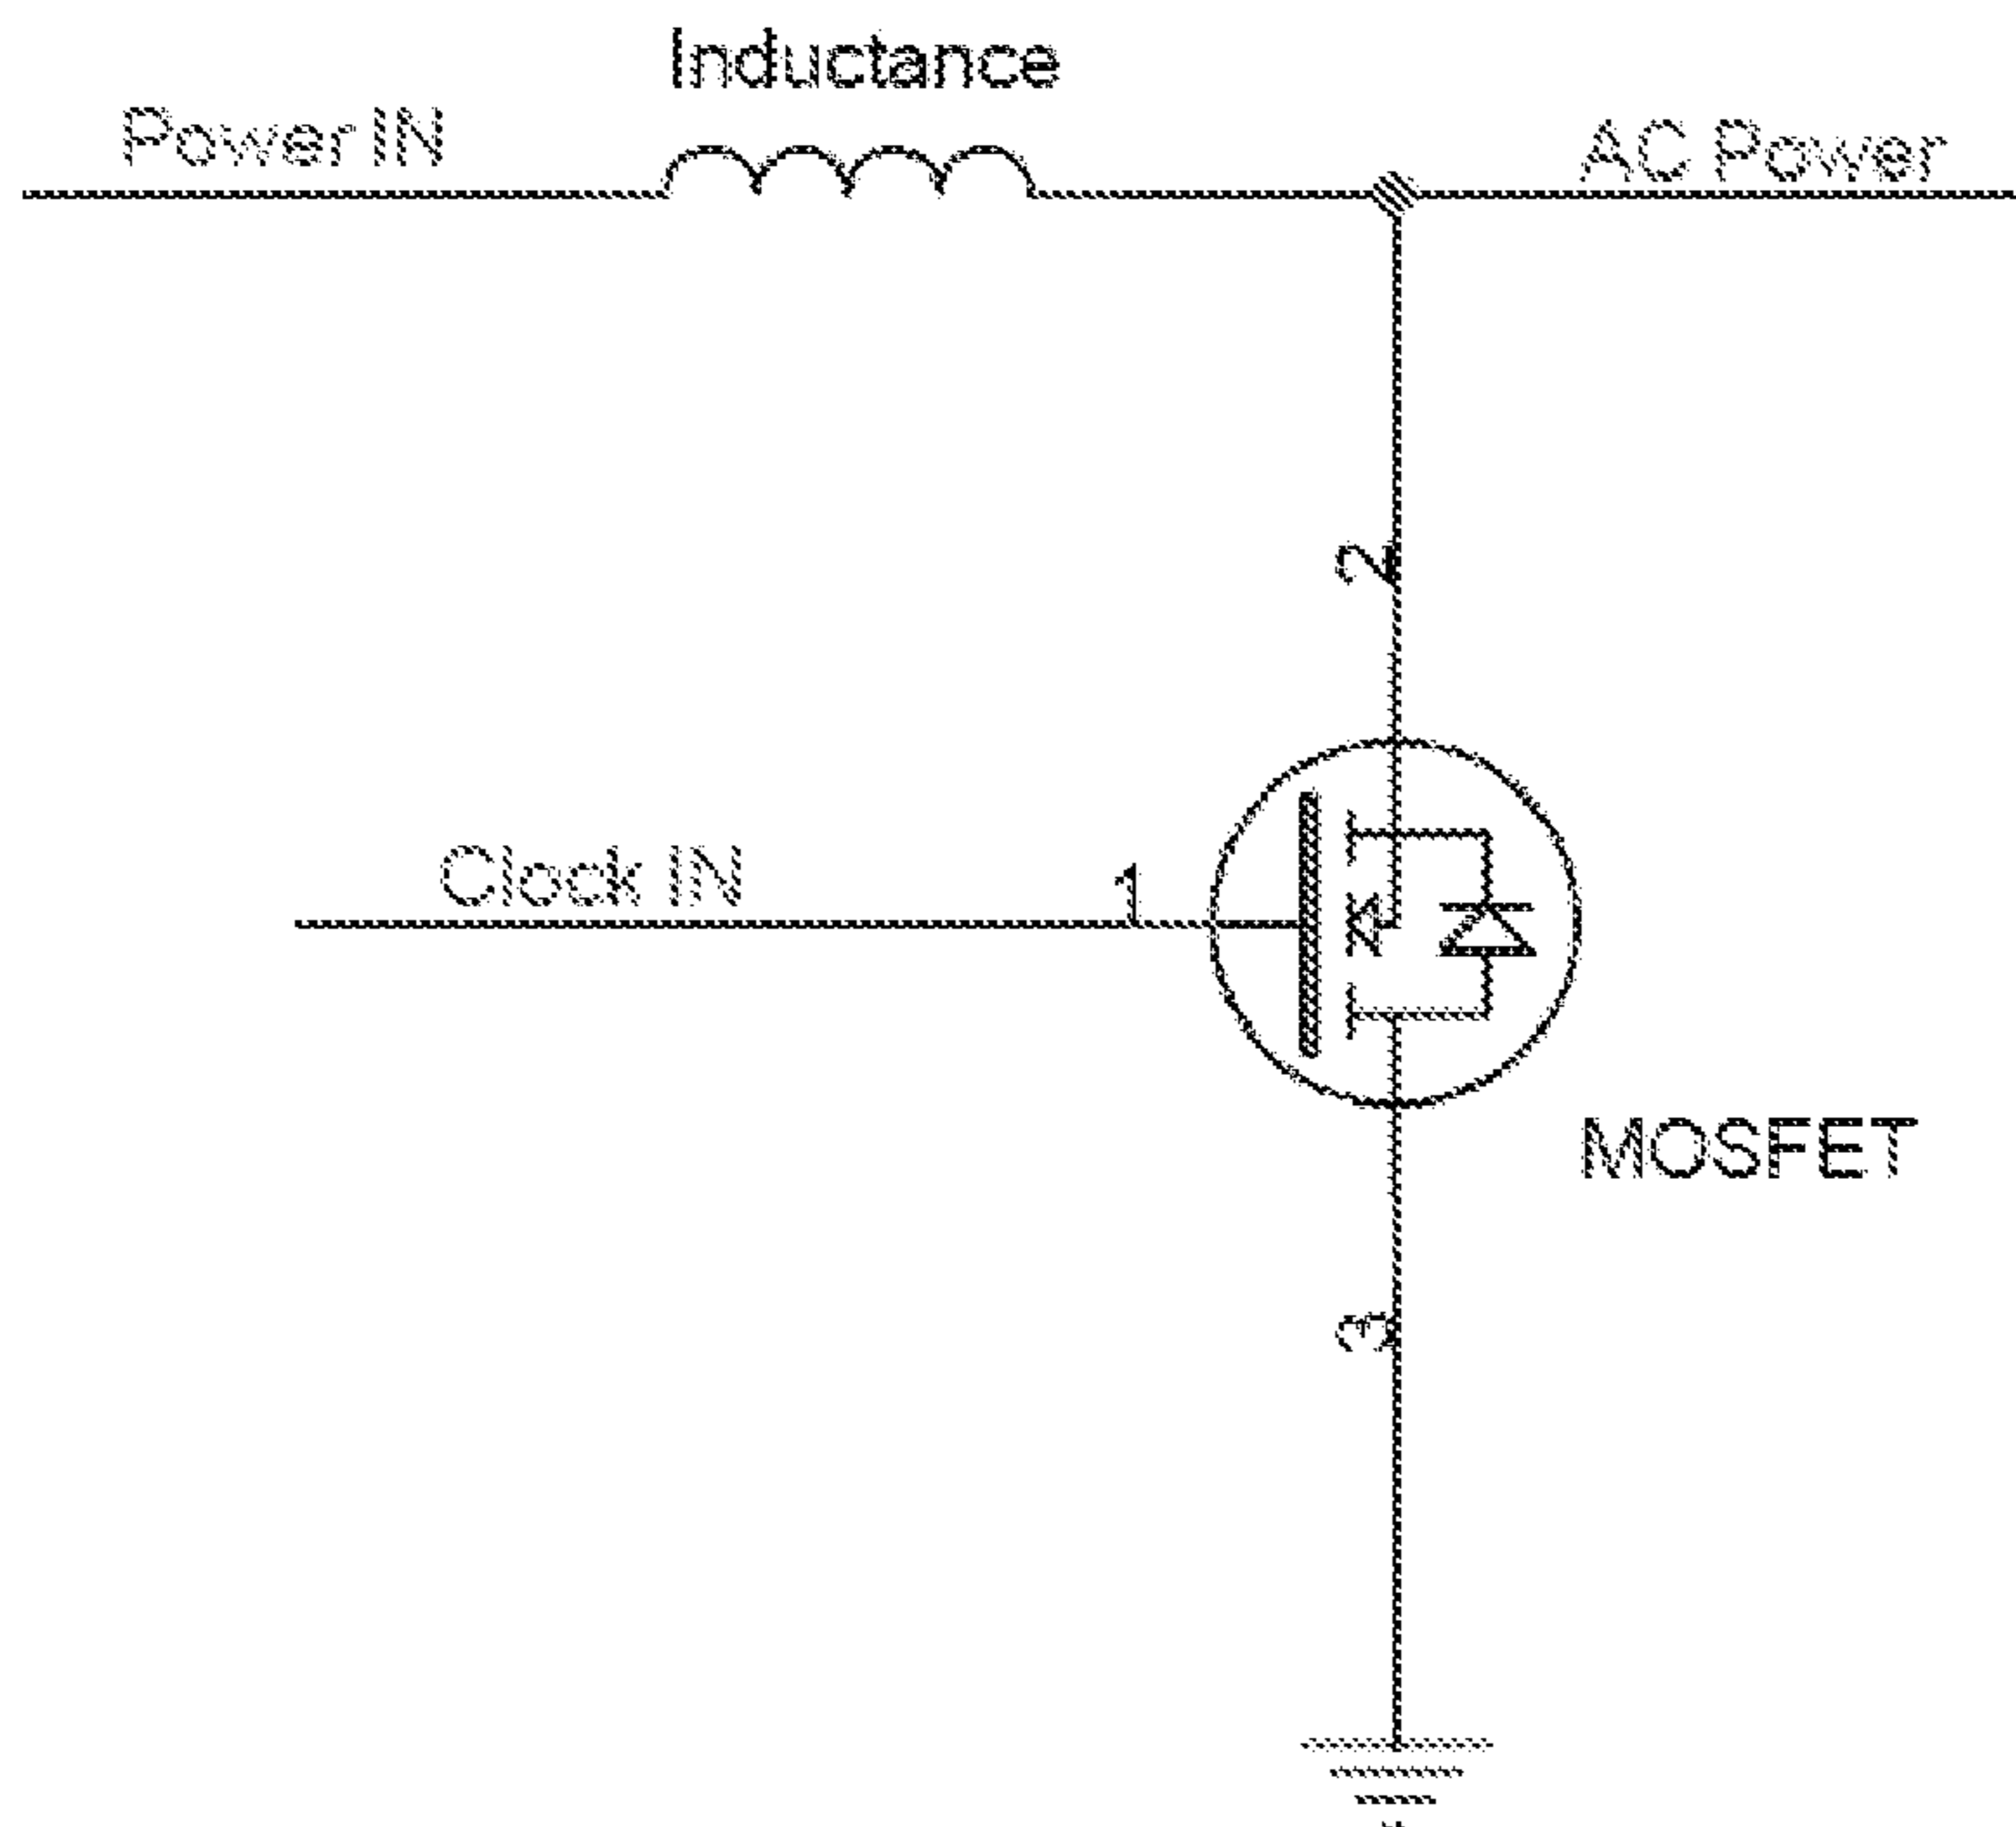 Inductance
Power IN
AC Power
2
Clock IN
1
MOSFET
3